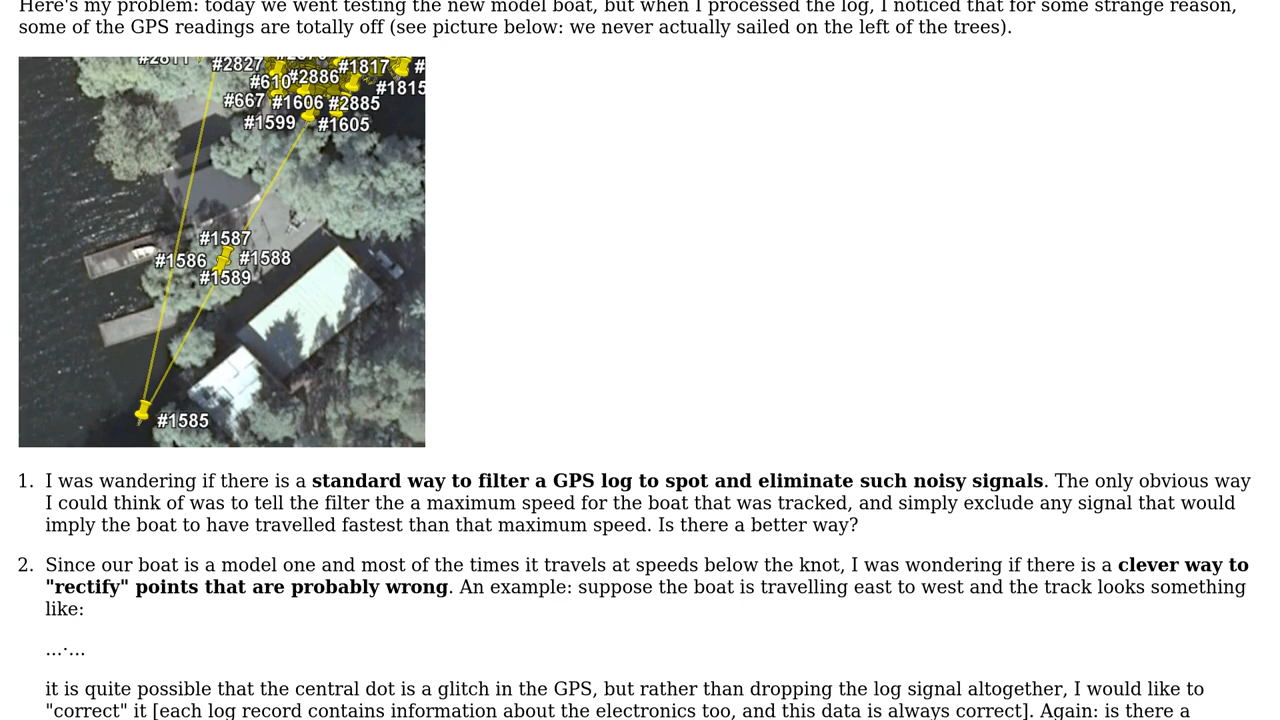 Here's my problem: today we went testing the new model boat, but when I processed the log, I noticed that for some strange reason,
some of the GPS readings are totally off (see picture below: we never actually sailed on the left of the trees).
#2811 #2827 #1817 #
#610 #2886 #1815
#667 #1606 #2885
#1599 #1605
#1587
#1586 #1588
#1589
#1585
1. I was wandering if there is a standard way to filter a GPS log to spot and eliminate such noisy signals. The only obvious way
I could think of was to tell the filter the a maximum speed for the boat that was tracked, and simply exclude any signal that would
imply the boat to have travelled fastest than that maximum speed. Is there a better way?
2. Since our boat is a model one and most of the times it travels at speeds below the knot, I was wondering if there is a clever way to
"rectify" points that are probably wrong. An example: suppose the boat is travelling east to west and the track looks something
like:
...·...
it is quite possible that the central dot is a glitch in the GPS, but rather than dropping the log signal altogether, I would like to
"correct" it [each log record contains information about the electronics too, and this data is always correct]. Again: is there a